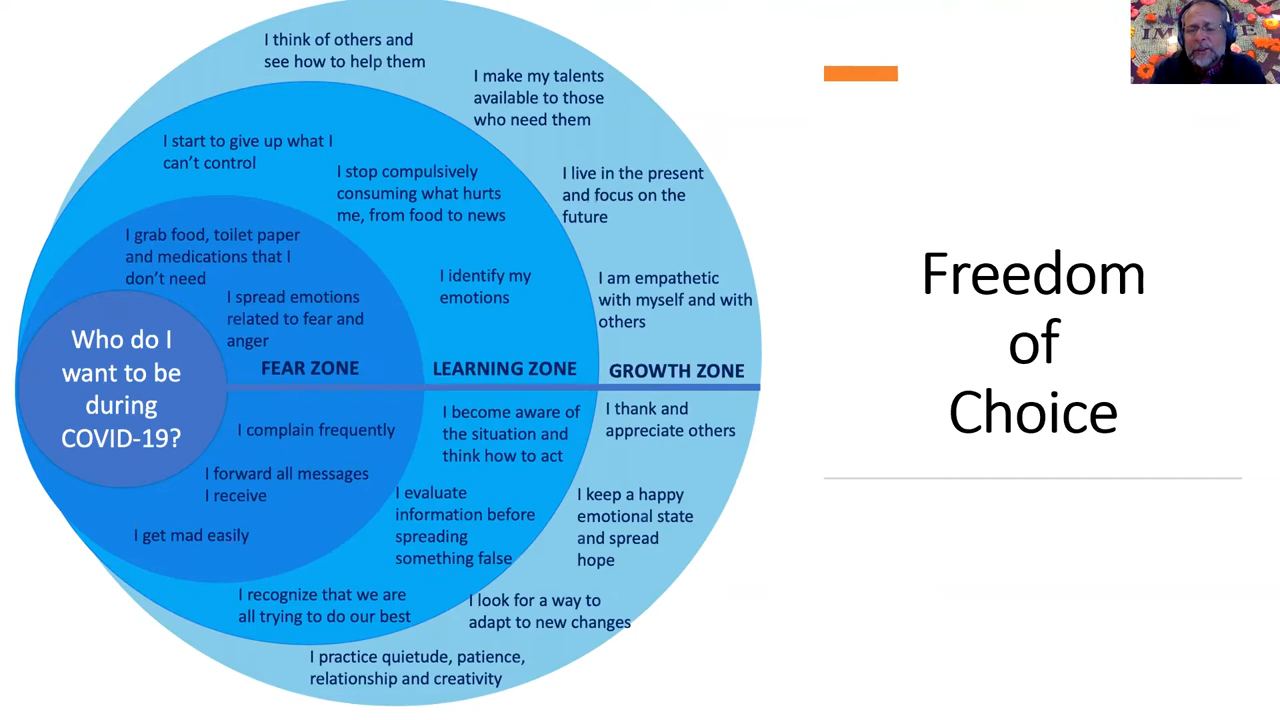 I think of others and
see how to help them
I make my talents
available to those
who need them
I start to give up what I
can't control
I stop compulsively
consuming what hurts
me, from food to news
I live in the present
and focus on the
future
I grab food, toilet paper
and medications that I
don't need
I spread emotions
related to fear and
anger
I identify my
emotions
I am empathetic
with myself and with
others
Who do I
want to be
during
COVID-19?
FEAR ZONE
LEARNING ZONE
GROWTH ZONE
I complain frequently
I forward all messages
I receive
I get mad easily
I become aware of
the situation and
think how to act
I evaluate
information before
spreading
something false
I recognize that we are
all trying to do our best
I thank and
appreciate others
I keep a happy
emotional state
and spread
hope
I look for a way to
adapt to new changes
I practice quietude, patience,
relationship and creativity
Freedom
of
Choice